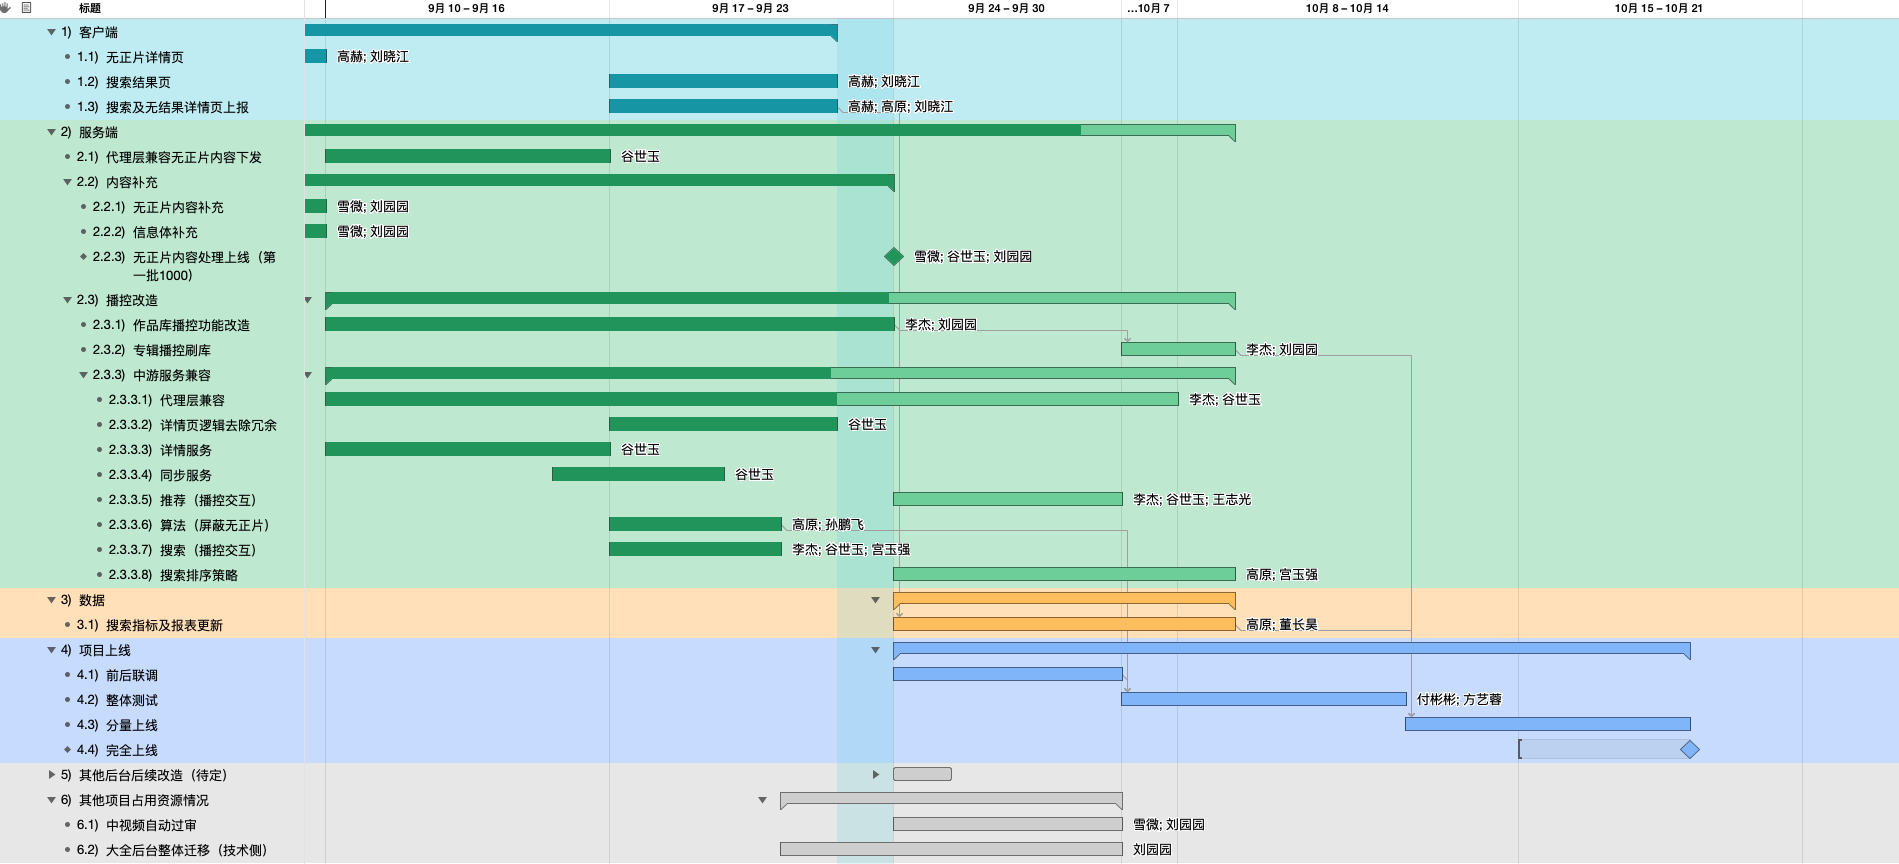 标题 9月 10 – 9月 16 9月 17 – 9月 23 9月 24 – 9月 30 …10月 7 10月 8 – 10月 14 10月 15 – 10月 21
1) 客户端
1.1) 无正片详情页 高赫; 刘晓江
1.2) 搜索结果页 高赫; 刘晓江
1.3) 搜索及无结果详情页上报 高赫; 高原; 刘晓江
2) 服务端
2.1) 代理层兼容无正片内容下发 谷世玉
2.2) 内容补充
2.2.1) 无正片内容补充 雪微; 刘园园
2.2.2) 信息体补充 雪微; 刘园园
2.2.3) 无正片内容处理上线（第 雪微; 谷世玉; 刘园园
一批1000）
2.3) 播控改造
2.3.1) 作品库播控功能改造 李杰; 刘园园
2.3.2) 专辑播控刷库 李杰; 刘园园
2.3.3) 中游服务兼容
2.3.3.1) 代理层兼容 李杰; 谷世玉
2.3.3.2) 详情页逻辑去除冗余 谷世玉
2.3.3.3) 详情服务 谷世玉
2.3.3.4) 同步服务 谷世玉
2.3.3.5) 推荐（播控交互） 李杰; 谷世玉; 王志光
2.3.3.6) 算法（屏蔽无正片） 高原; 孙鹏飞
2.3.3.7) 搜索（播控交互） 李杰; 谷世玉; 宫玉强
2.3.3.8) 搜索排序策略 高原; 宫玉强
3) 数据
3.1) 搜索指标及报表更新 高原; 董长昊
4) 项目上线
4.1) 前后联调
4.2) 整体测试 付彬彬; 方艺蓉
4.3) 分量上线
4.4) 完全上线
5) 其他后台后续改造（待定）
6) 其他项目占用资源情况
6.1) 中视频自动过审 雪微; 刘园园
6.2) 大全后台整体迁移（技术侧） 刘园园